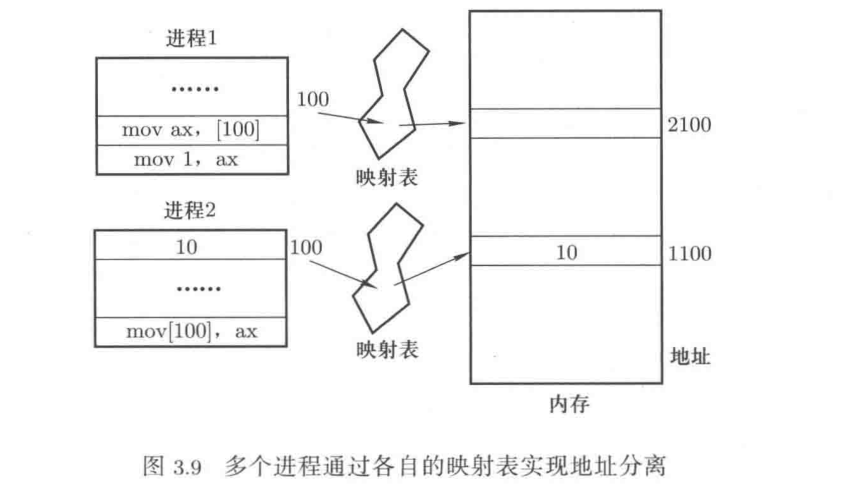 进程1
……
mov ax，[100]
mov 1，ax
100
映射表
2100
进程2
10
……
mov[100]，ax
100
映射表
10
1100
地址
内存
图 3.9 多个进程通过各自的映射表实现地址分离